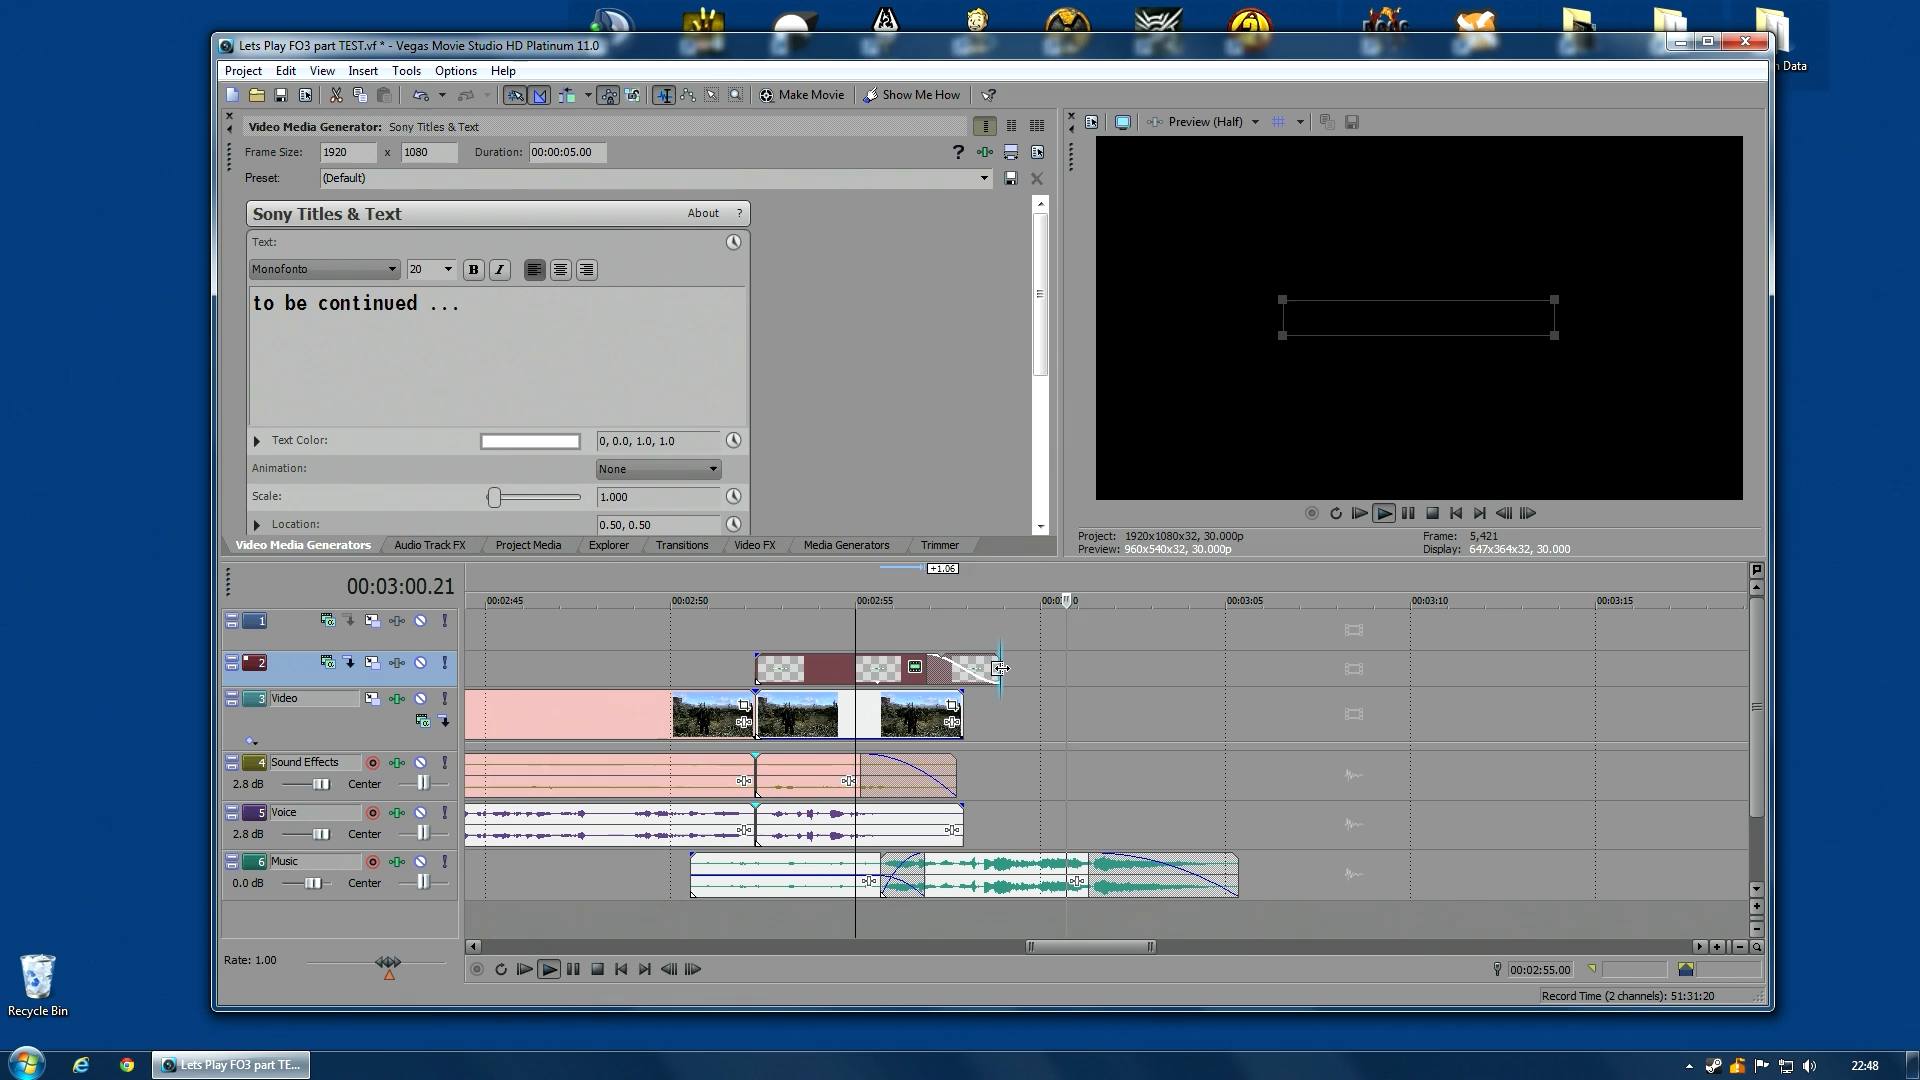 n Data
Lets Play FO3 part TEST.vf * - Vegas Movie Studio HD Platinum 11.0
Project Edit View Insert Tools Options Help
Make Movie Show Me How
Video Media Generator: Sony Titles & Text
Preview (Half)
Frame Size: 1920 x 1080 Duration: 00:00:05.00
Preset: (Default)
Sony Titles & Text About ?
Text:
Monofonto 20 B I
to be continued ...
Text Color: 0, 0.0, 1.0, 1.0
Animation: None
Scale: 1.000
Location: 0.50, 0.50
Video Media Generators Audio Track FX Project Media Explorer Transitions Video FX Media Generators Trimmer
Project: 1920x1080x32, 30.000p Frame: 5,421
Preview: 960x540x32, 30.000p Display: 647x364x32, 30.000
+1.06
00:03:00.21
00:02:45 00:02:50 00:02:55 00:03:05 00:03:10 00:03:15
1
2
3 Video
4 Sound Effects
2.8 dB Center
5 Voice
2.8 dB Center
6 Music
0.0 dB Center
Rate: 1.00
00:02:55.00
Record Time (2 channels): 51:31:20
Recycle Bin
Lets Play FO3 part TE...
22:48